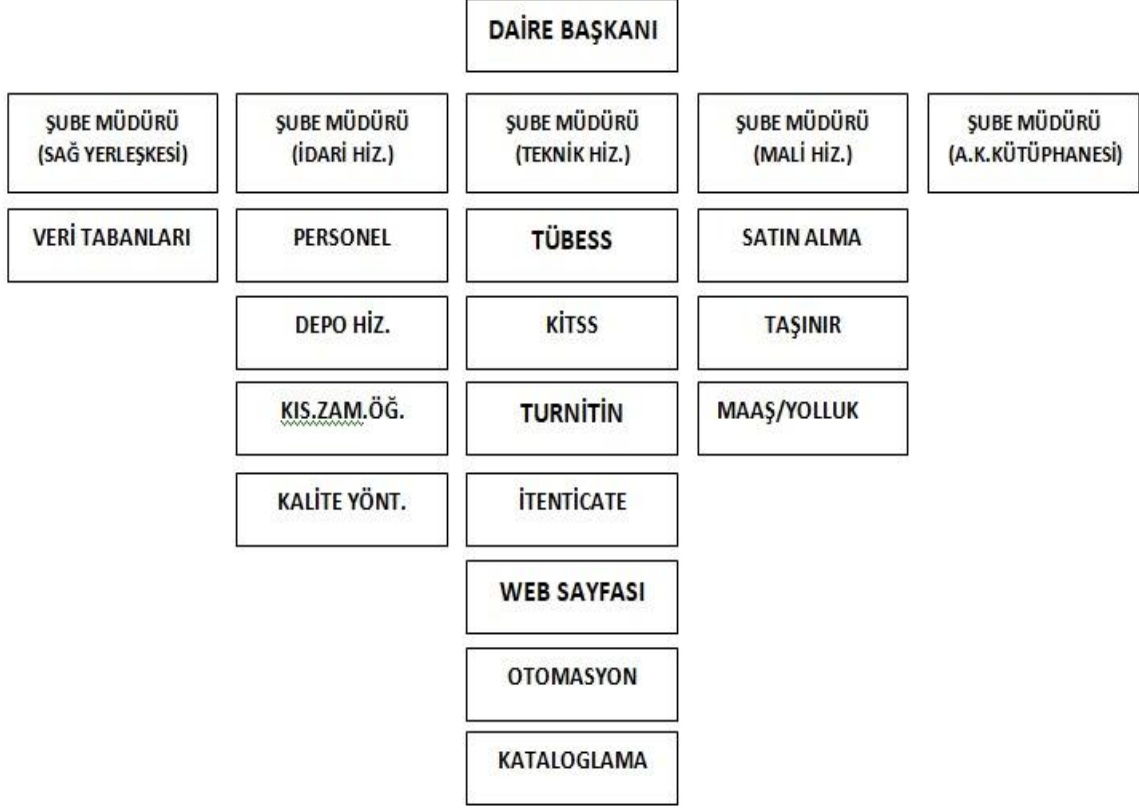 DAİRE BAŞKANI
ŞUBE MÜDÜRÜ
(SAĞ YERLEŞKESİ)
ŞUBE MÜDÜRÜ
(İDARİ HİZ.)
ŞUBE MÜDÜRÜ
(TEKNİK HİZ.)
ŞUBE MÜDÜRÜ
(MALİ HİZ.)
ŞUBE MÜDÜRÜ
(A.K.KÜTÜPHANESİ)
VERİ TABANLARI
PERSONEL
TÜBESS
SATIN ALMA
DEPO HİZ.
KİTSS
TAŞINIR
KIS.ZAM.ÖĞ.
TURNİTİN
MAAŞ/YOLLUK
KALİTE YÖNT.
İTENTİCATE
WEB SAYFASI
OTOMASYON
KATALOGLAMA